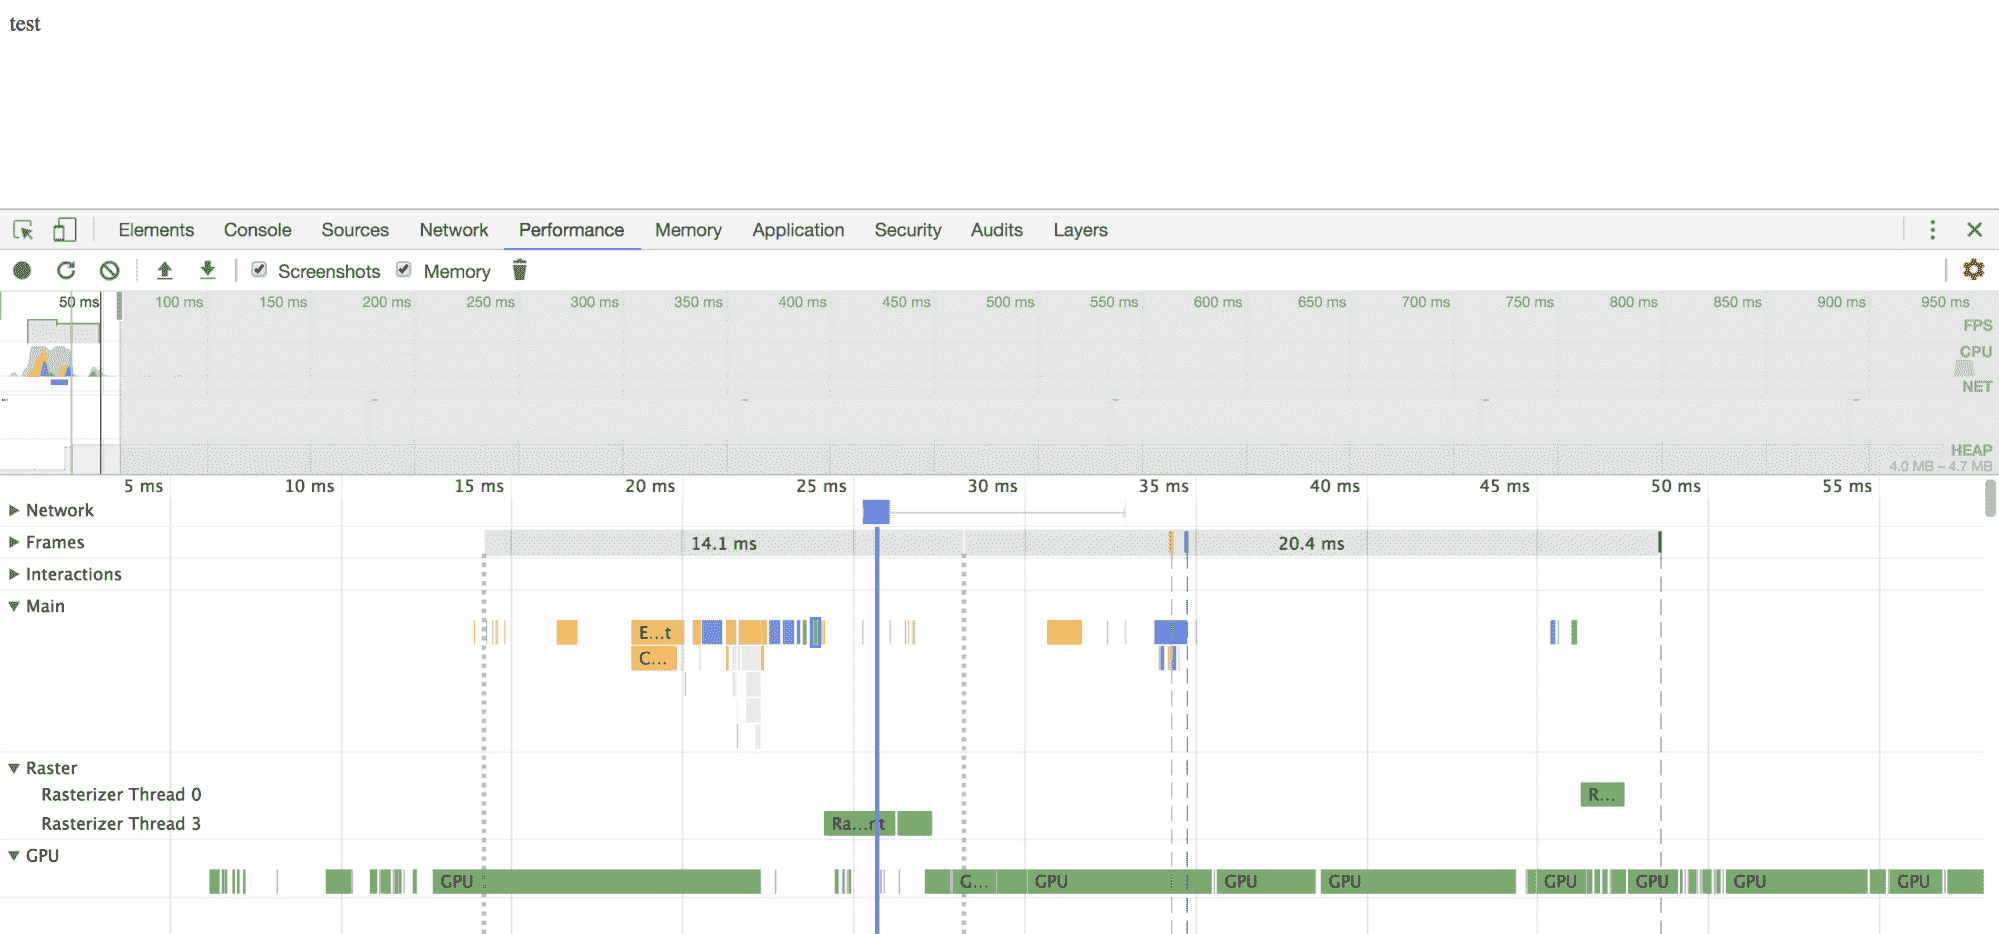 test
Elements Console Sources Network Performance Memory Application Security Audits Layers
Screenshots Memory
50 ms 100 ms 150 ms 200 ms 250 ms 300 ms 350 ms 400 ms 450 ms 500 ms 550 ms 600 ms 650 ms 700 ms 750 ms 800 ms 850 ms 900 ms 950 ms
FPS
CPU
NET
HEAP
4.0 MB – 4.7 MB
5 ms 10 ms 15 ms 20 ms 25 ms 30 ms 35 ms 40 ms 45 ms 50 ms 55 ms
Network
Frames 14.1 ms 20.4 ms
Interactions
Main
E...t
C...
Raster
Rasterizer Thread 0 R...
Rasterizer Thread 3 Ra...nt
GPU
GPU G... GPU GPU GPU GPU GPU GPU GPU